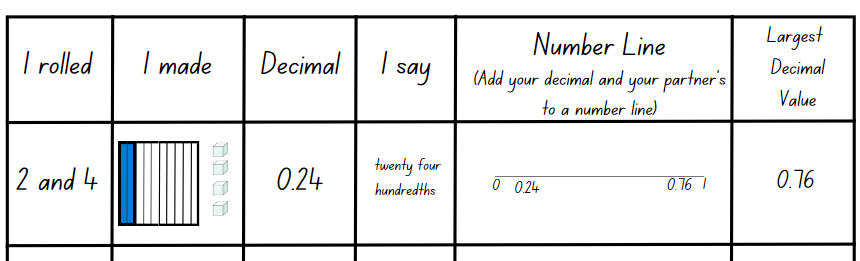 I rolled
I made
Decimal
I say
Number Line
(Add your decimal and your partner's
to a number line)
Largest
Decimal
Value
2 and 4
0.24
twenty four
hundredths
0 0.24 0.76 1
0.76